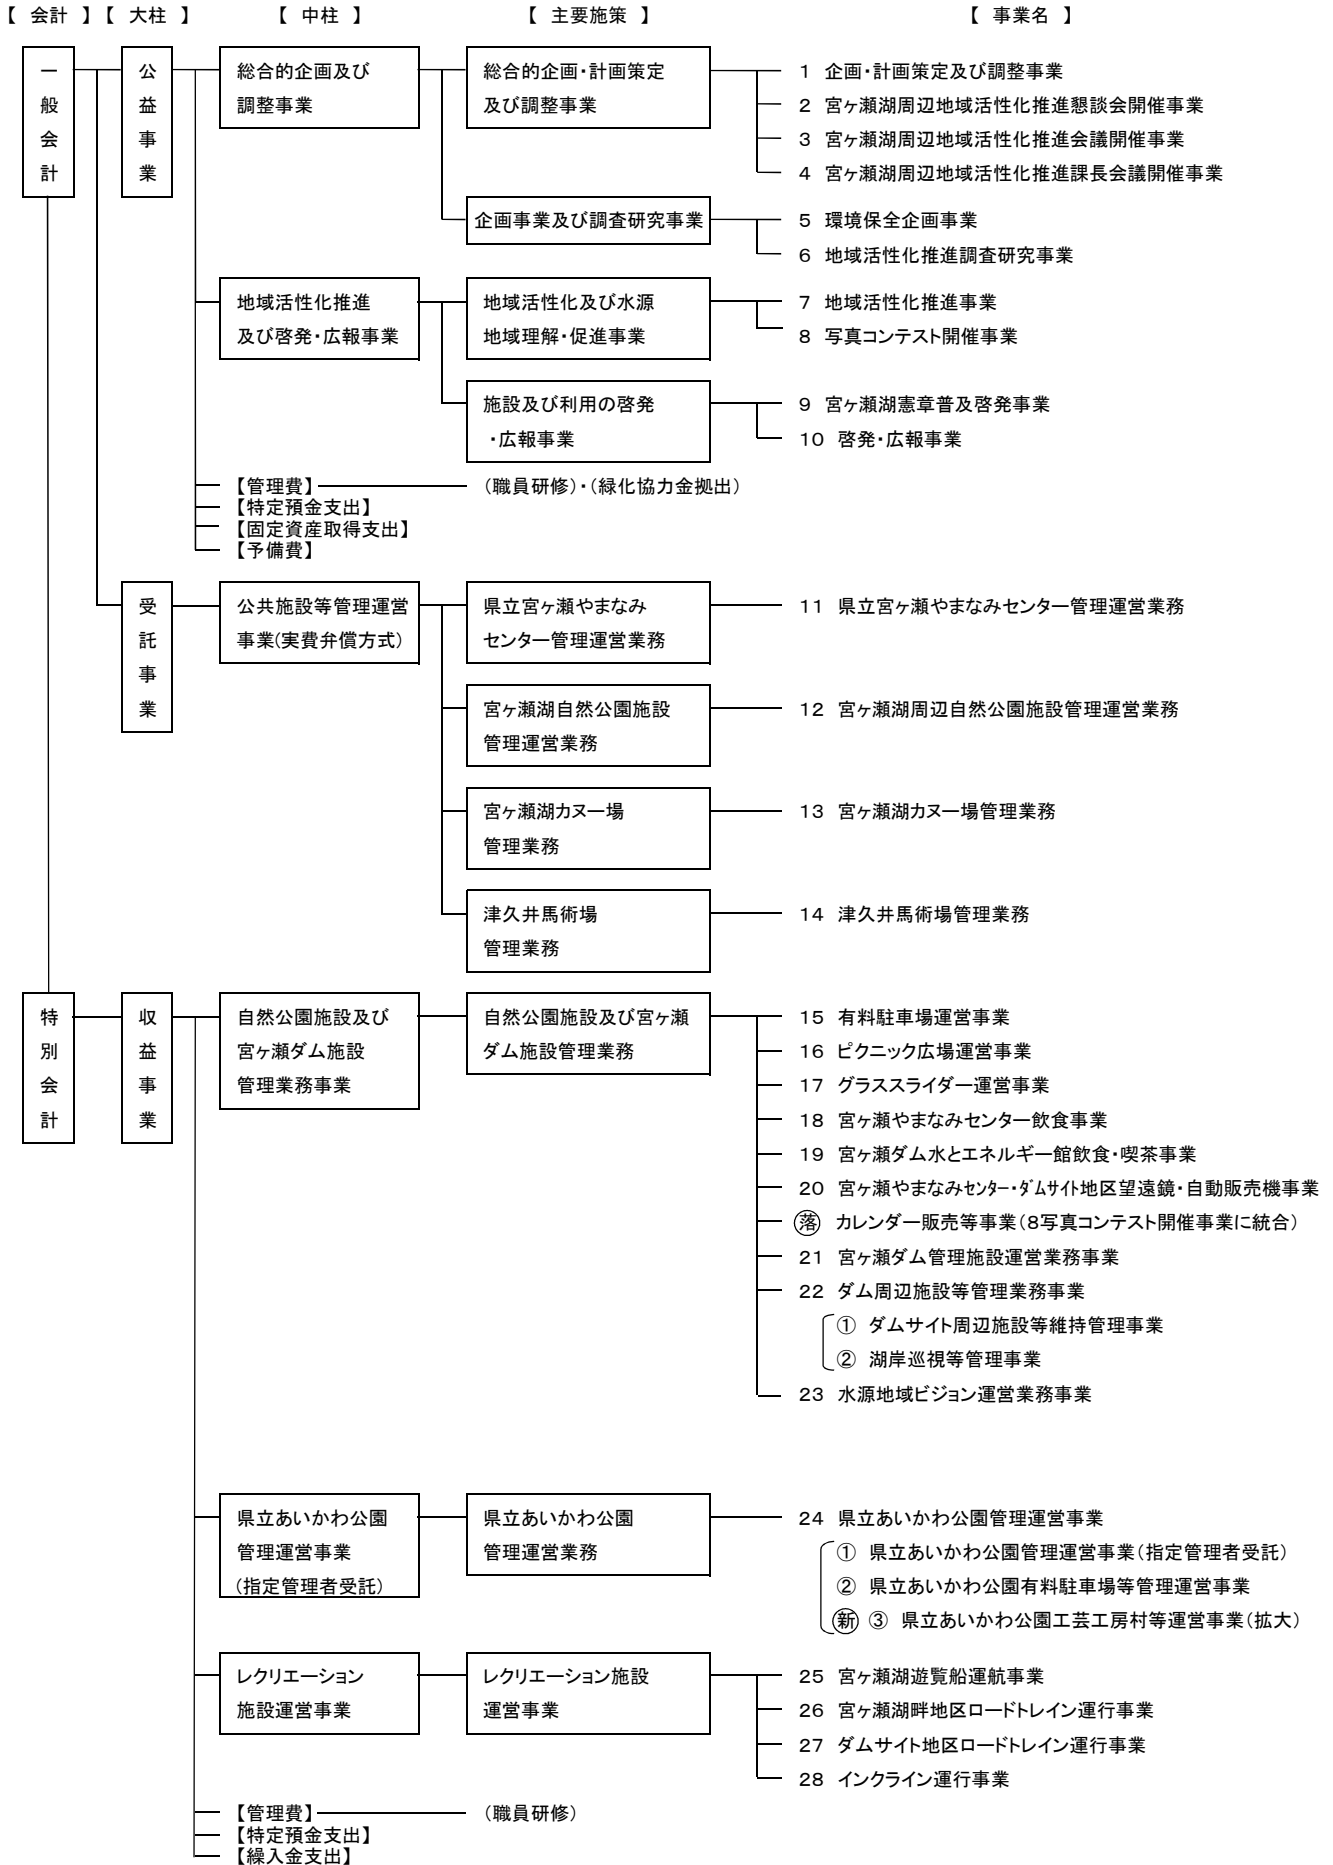 【 会計 】【 大柱 】 【 中柱 】 【 主要施策 】 【 事業名 】
一般会計
公益事業
総合的企画及び
調整事業
総合的企画・計画策定
及び調整事業
1 企画・計画策定及び調整事業
2 宮ヶ瀬湖周辺地域活性化推進懇談会開催事業
3 宮ヶ瀬湖周辺地域活性化推進会議開催事業
4 宮ヶ瀬湖周辺地域活性化推進課長会議開催事業
企画事業及び調査研究事業
5 環境保全企画事業
6 地域活性化推進調査研究事業
地域活性化推進
及び啓発・広報事業
地域活性化及び水源
地域理解・促進事業
7 地域活性化推進事業
8 写真コンテスト開催事業
施設及び利用の啓発
・広報事業
9 宮ヶ瀬湖憲章普及啓発事業
10 啓発・広報事業
【管理費】 (職員研修)・(緑化協力金拠出)
【特定預金支出】
【固定資産取得支出】
【予備費】
受託事業
公共施設等管理運営
事業(実費弁償方式)
県立宮ヶ瀬やまなみ
センター管理運営業務
11 県立宮ヶ瀬やまなみセンター管理運営業務
宮ヶ瀬湖自然公園施設
管理運営業務
12 宮ヶ瀬湖周辺自然公園施設管理運営業務
宮ヶ瀬湖カヌー場
管理業務
13 宮ヶ瀬湖カヌー場管理業務
津久井馬術場
管理業務
14 津久井馬術場管理業務
特別会計
収益事業
自然公園施設及び
宮ヶ瀬ダム施設
管理業務事業
自然公園施設及び宮ヶ瀬
ダム施設管理業務
15 有料駐車場運営事業
16 ピクニック広場運営事業
17 グラススライダー運営事業
18 宮ヶ瀬やまなみセンター飲食事業
19 宮ヶ瀬ダム水とエネルギー館飲食・喫茶事業
20 宮ヶ瀬やまなみセンター・ダムサイト地区望遠鏡・自動販売機事業
落 カレンダー販売等事業(8写真コンテスト開催事業に統合)
21 宮ヶ瀬ダム管理施設運営業務事業
22 ダム周辺施設等管理業務事業
① ダムサイト周辺施設等維持管理事業
② 湖岸巡視等管理事業
23 水源地域ビジョン運営業務事業
県立あいかわ公園
管理運営事業
(指定管理者受託)
県立あいかわ公園
管理運営業務
24 県立あいかわ公園管理運営事業
① 県立あいかわ公園管理運営事業(指定管理者受託)
② 県立あいかわ公園有料駐車場等管理運営事業
新 ③ 県立あいかわ公園工芸工房村等運営事業(拡大)
レクリエーション
施設運営事業
レクリエーション施設
運営事業
25 宮ヶ瀬湖遊覧船運航事業
26 宮ヶ瀬湖畔地区ロードトレイン運行事業
27 ダムサイト地区ロードトレイン運行事業
28 インクライン運行事業
【管理費】 (職員研修)
【特定預金支出】
【繰入金支出】